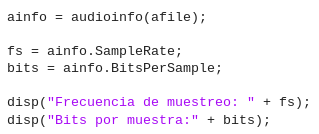 ainfo = audioinfo(afile);
fs = ainfo.SampleRate;
bits = ainfo.BitsPerSample;
disp("Frecuencia de muestreo: " + fs);
disp("Bits por muestra:" + bits);